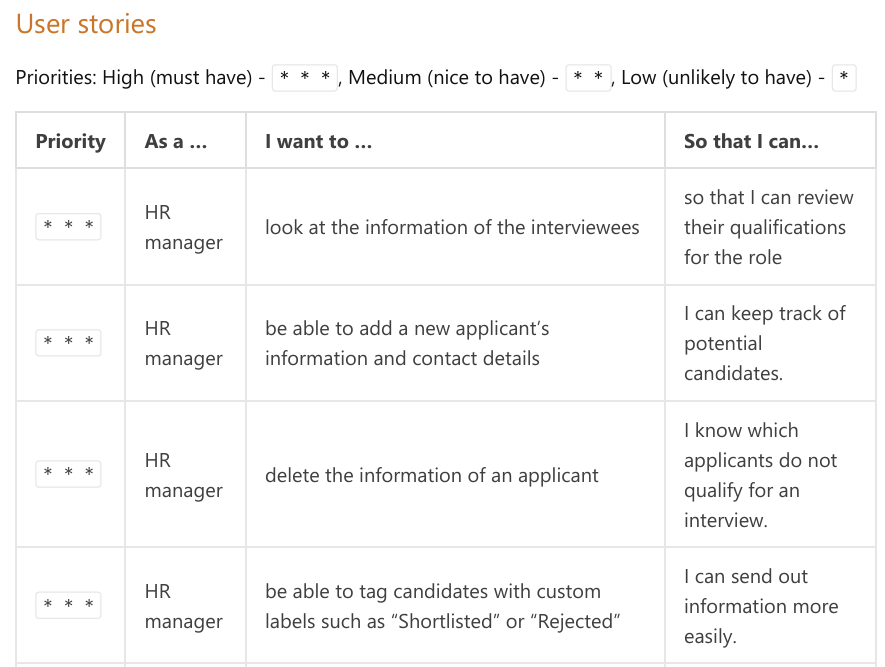 User stories
Priorities: High (must have) - * * *, Medium (nice to have) - * *, Low (unlikely to have) - *
Priority As a … I want to … So that I can…
* * * HR manager look at the information of the interviewees so that I can review their qualifications for the role
* * * HR manager be able to add a new applicant’s information and contact details I can keep track of potential candidates.
* * * HR manager delete the information of an applicant I know which applicants do not qualify for an interview.
* * * HR manager be able to tag candidates with custom labels such as “Shortlisted” or “Rejected” I can send out information more easily.